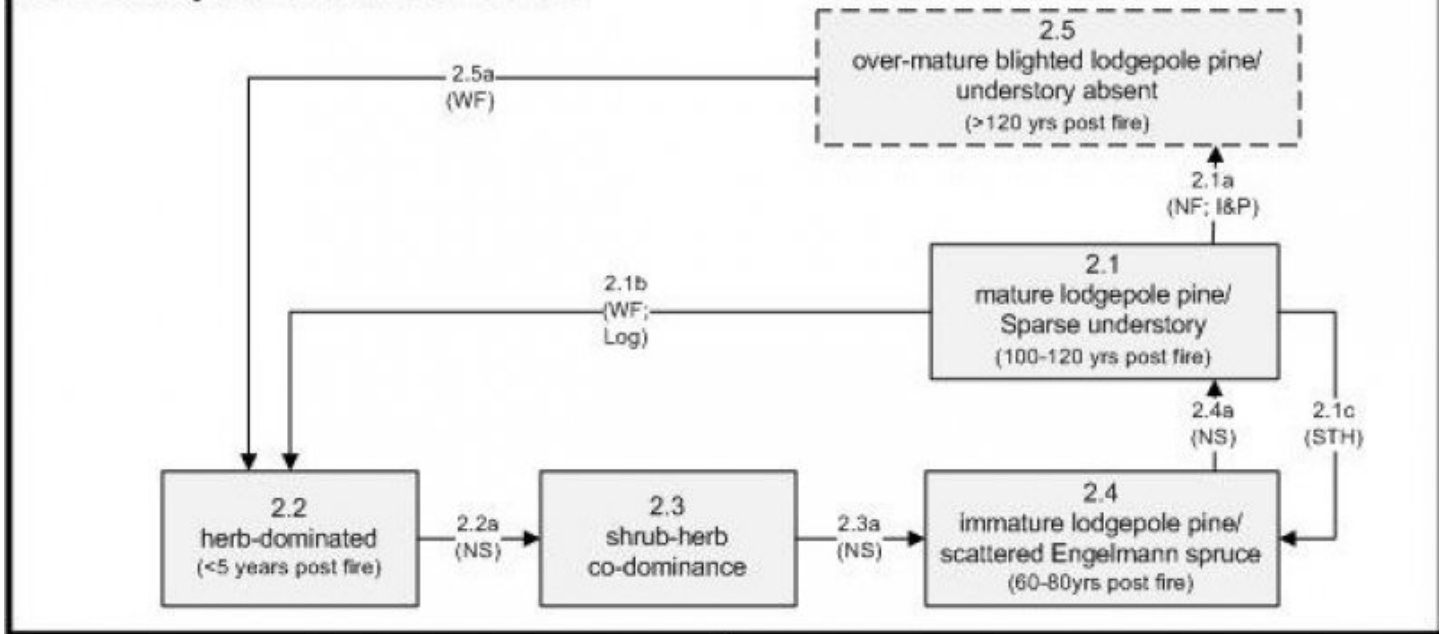 2.5
over-mature blighted lodgepole pine/
understory absent
(>120 yrs post fire)
2.5a
(WF)
2.1a
(NF; I&P)
2.1
mature lodgepole pine/
Sparse understory
(100-120 yrs post fire)
2.1b
(WF;
Log)
2.4a
(NS)
2.1c
(STH)
2.2
herb-dominated
(<5 years post fire)
2.2a
(NS)
2.3
shrub-herb
co-dominance
2.3a
(NS)
2.4
immature lodgepole pine/
scattered Engelmann spruce
(60-80yrs post fire)